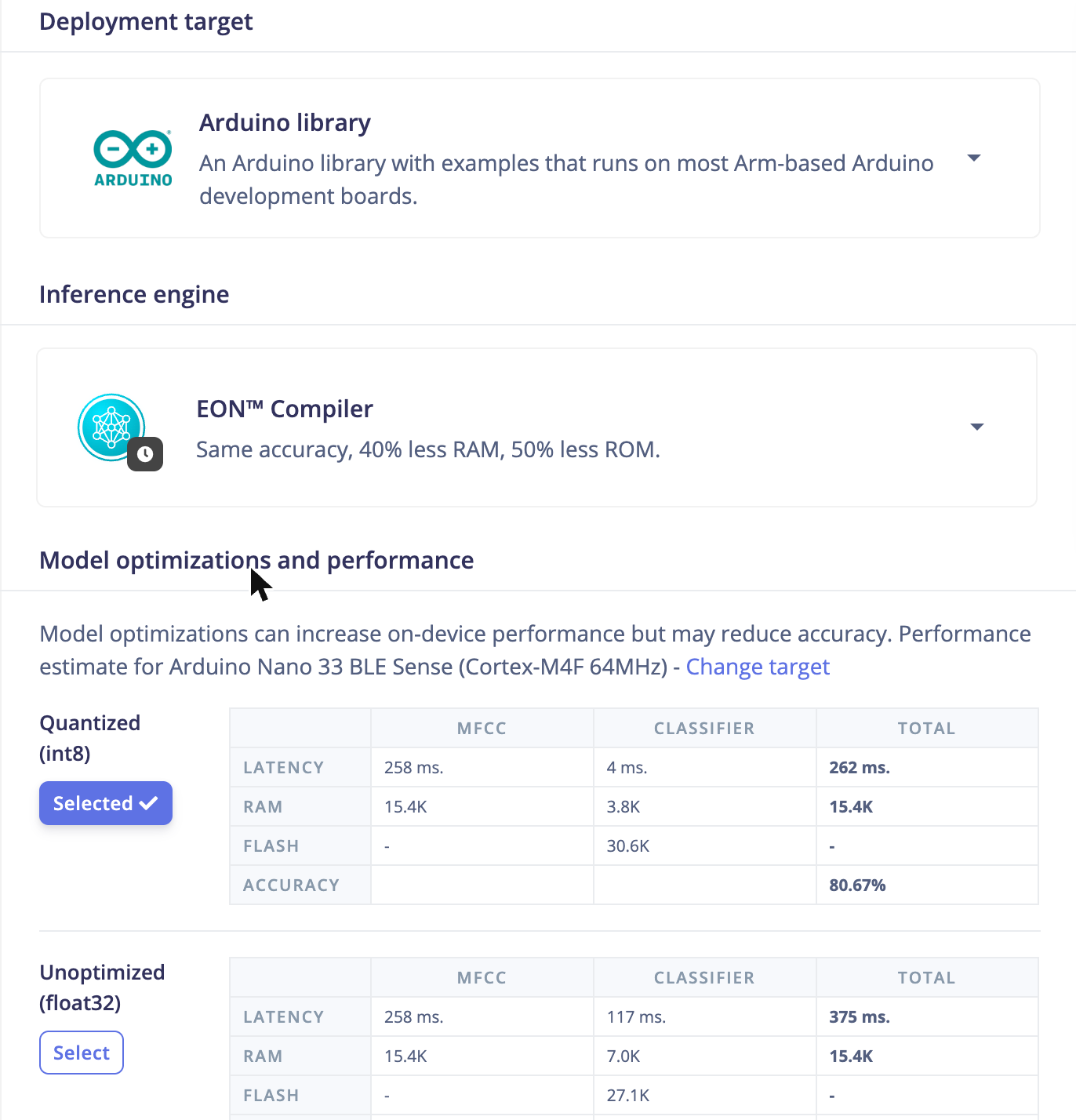 Deployment target
Arduino library
An Arduino library with examples that runs on most Arm-based Arduino
development boards.
ARDUINO
Inference engine
EON™ Compiler
Same accuracy, 40% less RAM, 50% less ROM.
Model optimizations and performance
Model optimizations can increase on-device performance but may reduce accuracy. Performance
estimate for Arduino Nano 33 BLE Sense (Cortex-M4F 64MHz) - Change target
Quantized
(int8)
Selected
MFCC CLASSIFIER TOTAL
LATENCY 258 ms. 4 ms. 262 ms.
RAM 15.4K 3.8K 15.4K
FLASH - 30.6K -
ACCURACY 80.67%
Unoptimized
(float32)
Select
MFCC CLASSIFIER TOTAL
LATENCY 258 ms. 117 ms. 375 ms.
RAM 15.4K 7.0K 15.4K
FLASH - 27.1K -